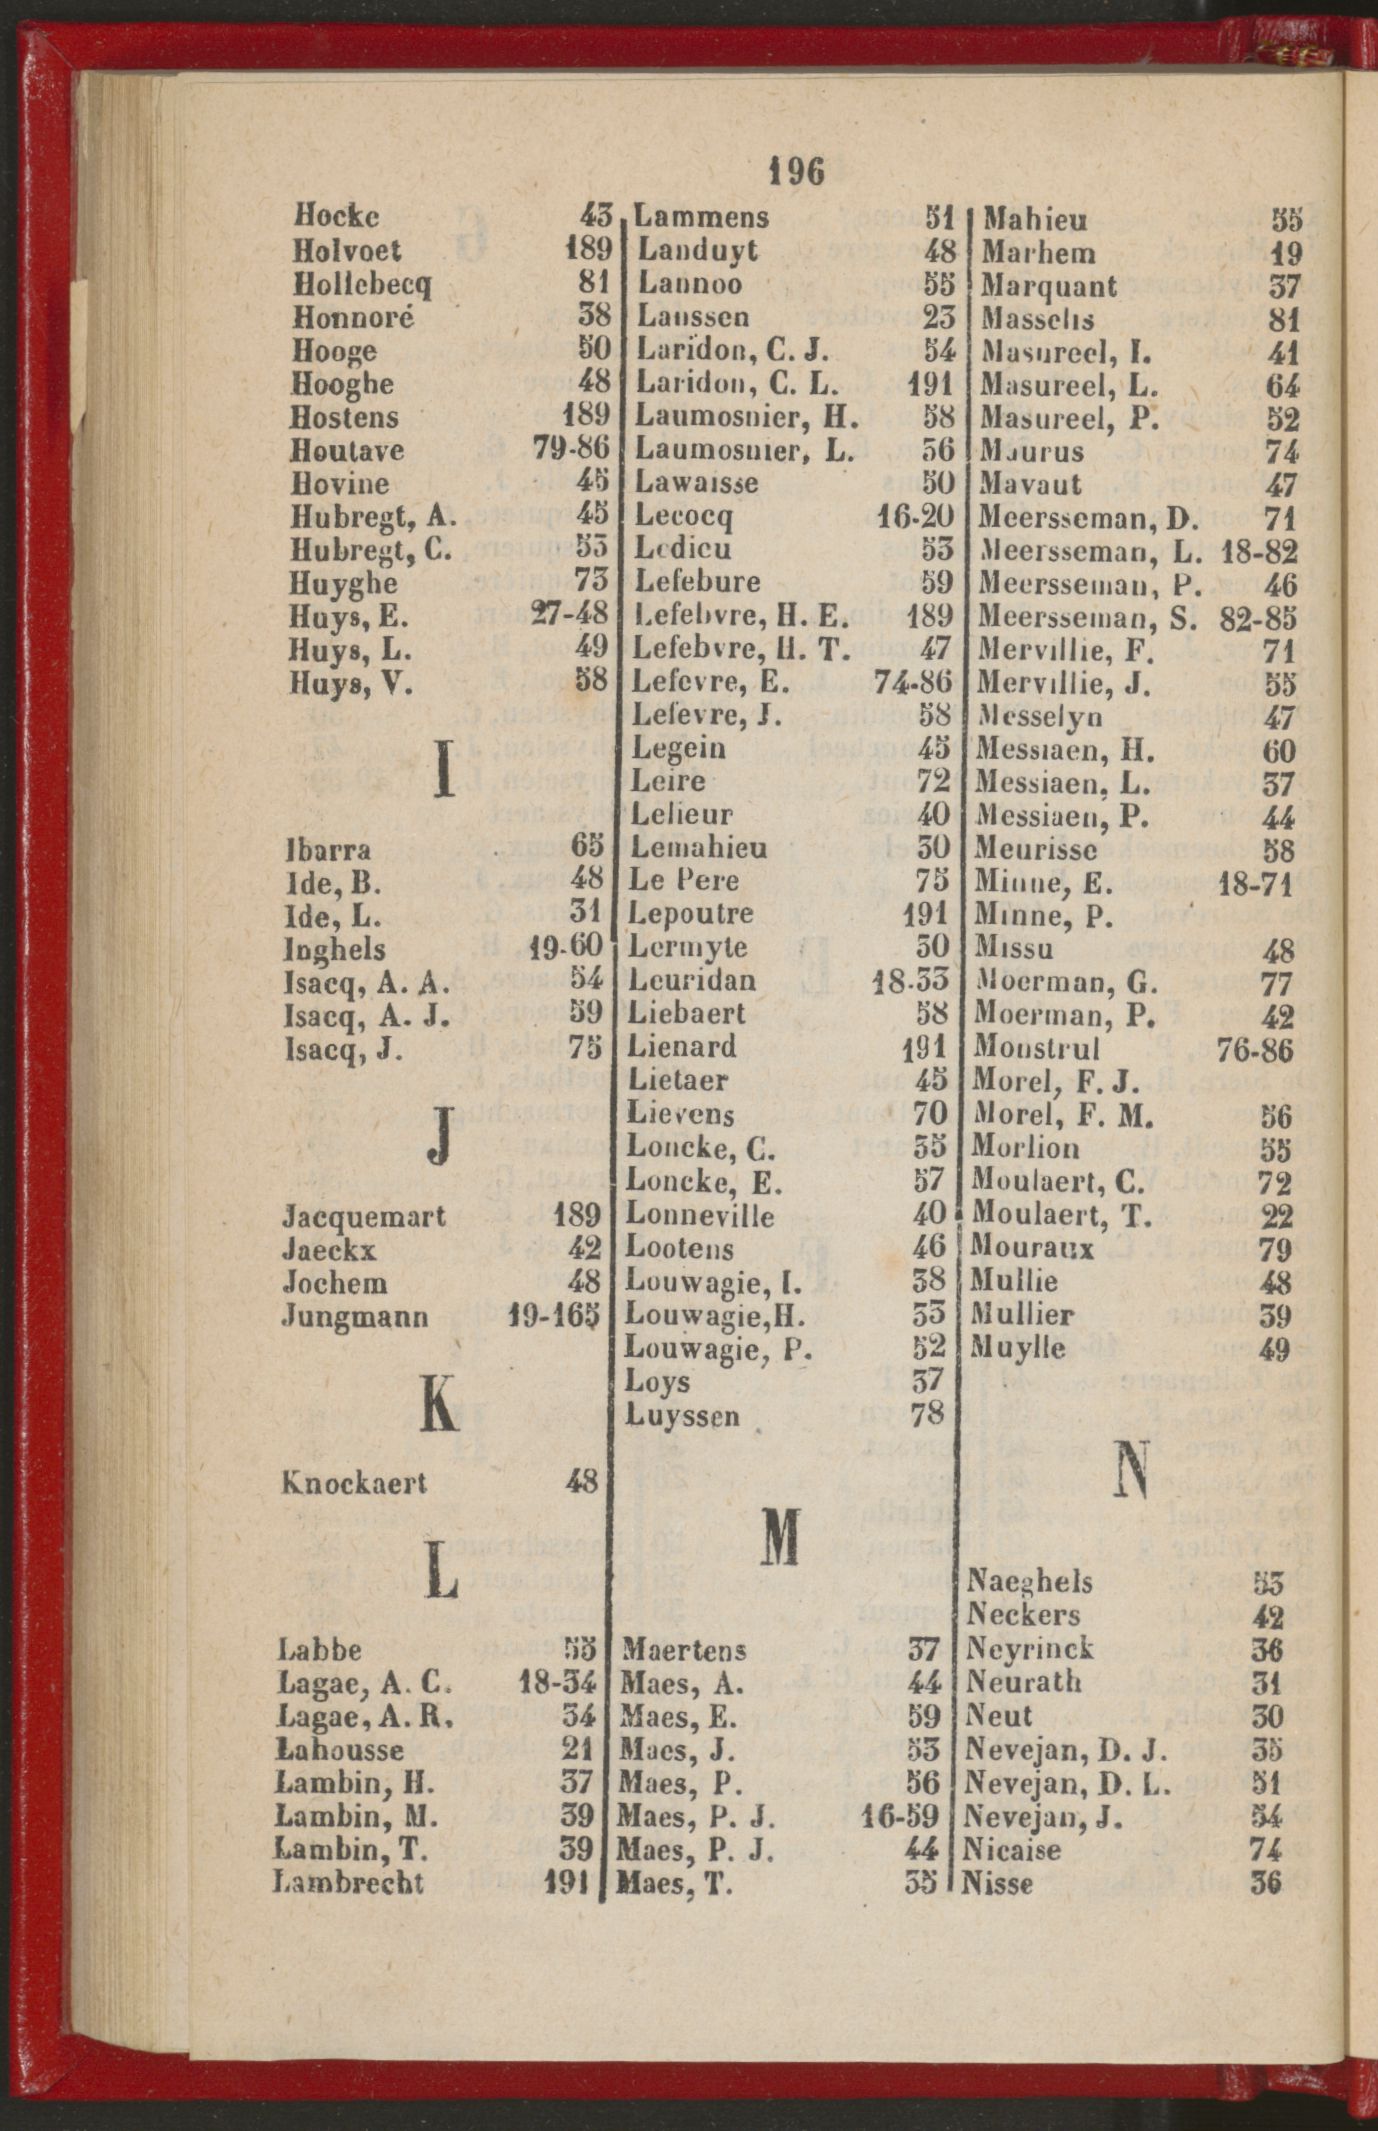 196
Hocke 43
Holvoet 189
Hollebecq 81
Honnoré 38
Hooge 50
Hooghe 48
Hostens 189
Houtave 79-86
Hovine 45
Hubregt, A. 45
Hubregt, C. 53
Huyghe 73
Huys, E. 27-48
Huys, L. 49
Huys, V. 58
I
Ibarra 65
Ide, B. 48
Ide, L. 31
Inghels 19-60
Isacq, A. A. 54
Isacq, A. J. 59
Isacq, J. 75
J
Jacquemart 189
Jaeckx 42
Jochem 48
Jungmann 19-165
K
Knockaert 48
L
Labbe 55
Lagae, A. C. 18-34
Lagae, A. R. 34
Lahousse 21
Lambin, H. 37
Lambin, M. 39
Lambin, T. 39
Lambrecht 191
Lammens 51
Landuyt 48
Lannoo 55
Lanssen 23
Laridon, C. J. 54
Laridon, C. L. 191
Laumosnier, H. 58
Laumosnier, L. 36
Lawaisse 50
Lecocq 16-20
Ledieu 53
Lefebure 59
Lefebvre, H. E. 189
Lefebvre, H. T. 47
Lefevre, E. 74-86
Lefevre, J. 58
Legein 45
Leire 72
Lelieur 40
Lemahieu 30
Le Pere 75
Lepoutre 191
Lermyte 30
Leuridan 18-33
Liebaert 58
Lienard 191
Lietaer 45
Lievens 70
Loncke, C. 35
Loncke, E. 57
Lonneville 40
Lootens 46
Louwagie, I. 38
Louwagie,H. 33
Louwagie, P. 52
Loys 37
Luyssen 78
M
Maertens 37
Maes, A. 44
Maes, E. 59
Maes, J. 53
Maes, P. 56
Maes, P. J. 16-59
Maes, P. J. 44
Maes, T. 35
Mahieu 55
Marhem 19
Marquant 37
Masselis 81
Masureel, I. 41
Masureel, L. 64
Masureel, P. 52
Maurus 74
Mavaut 47
Meersseman, D. 71
Meersseman, L. 18-82
Meersseman, P. 46
Meersseman, S. 82-85
Mervillie, F. 71
Mervillie, J. 55
Messelyn 47
Messiaen, H. 60
Messiaen, L. 37
Messiaen, P. 44
Meurisse 58
Minne, E. 18-71
Minne, P.
Missu 48
Moerman, G. 77
Moerman, P. 42
Monstrul 76-86
Morel, F. J.
Morel, F. M. 56
Morlion 55
Moulaert, C. 72
Moulaert, T. 22
Mouraux 79
Mullie 48
Mullier 39
Muylle 49
N
Naeghels 53
Neckers 42
Neyrinck 36
Neurath 31
Neut 30
Nevejan, D. J. 35
Nevejan, D. L. 51
Nevejan, J. 54
Nicaise 74
Nisse 36